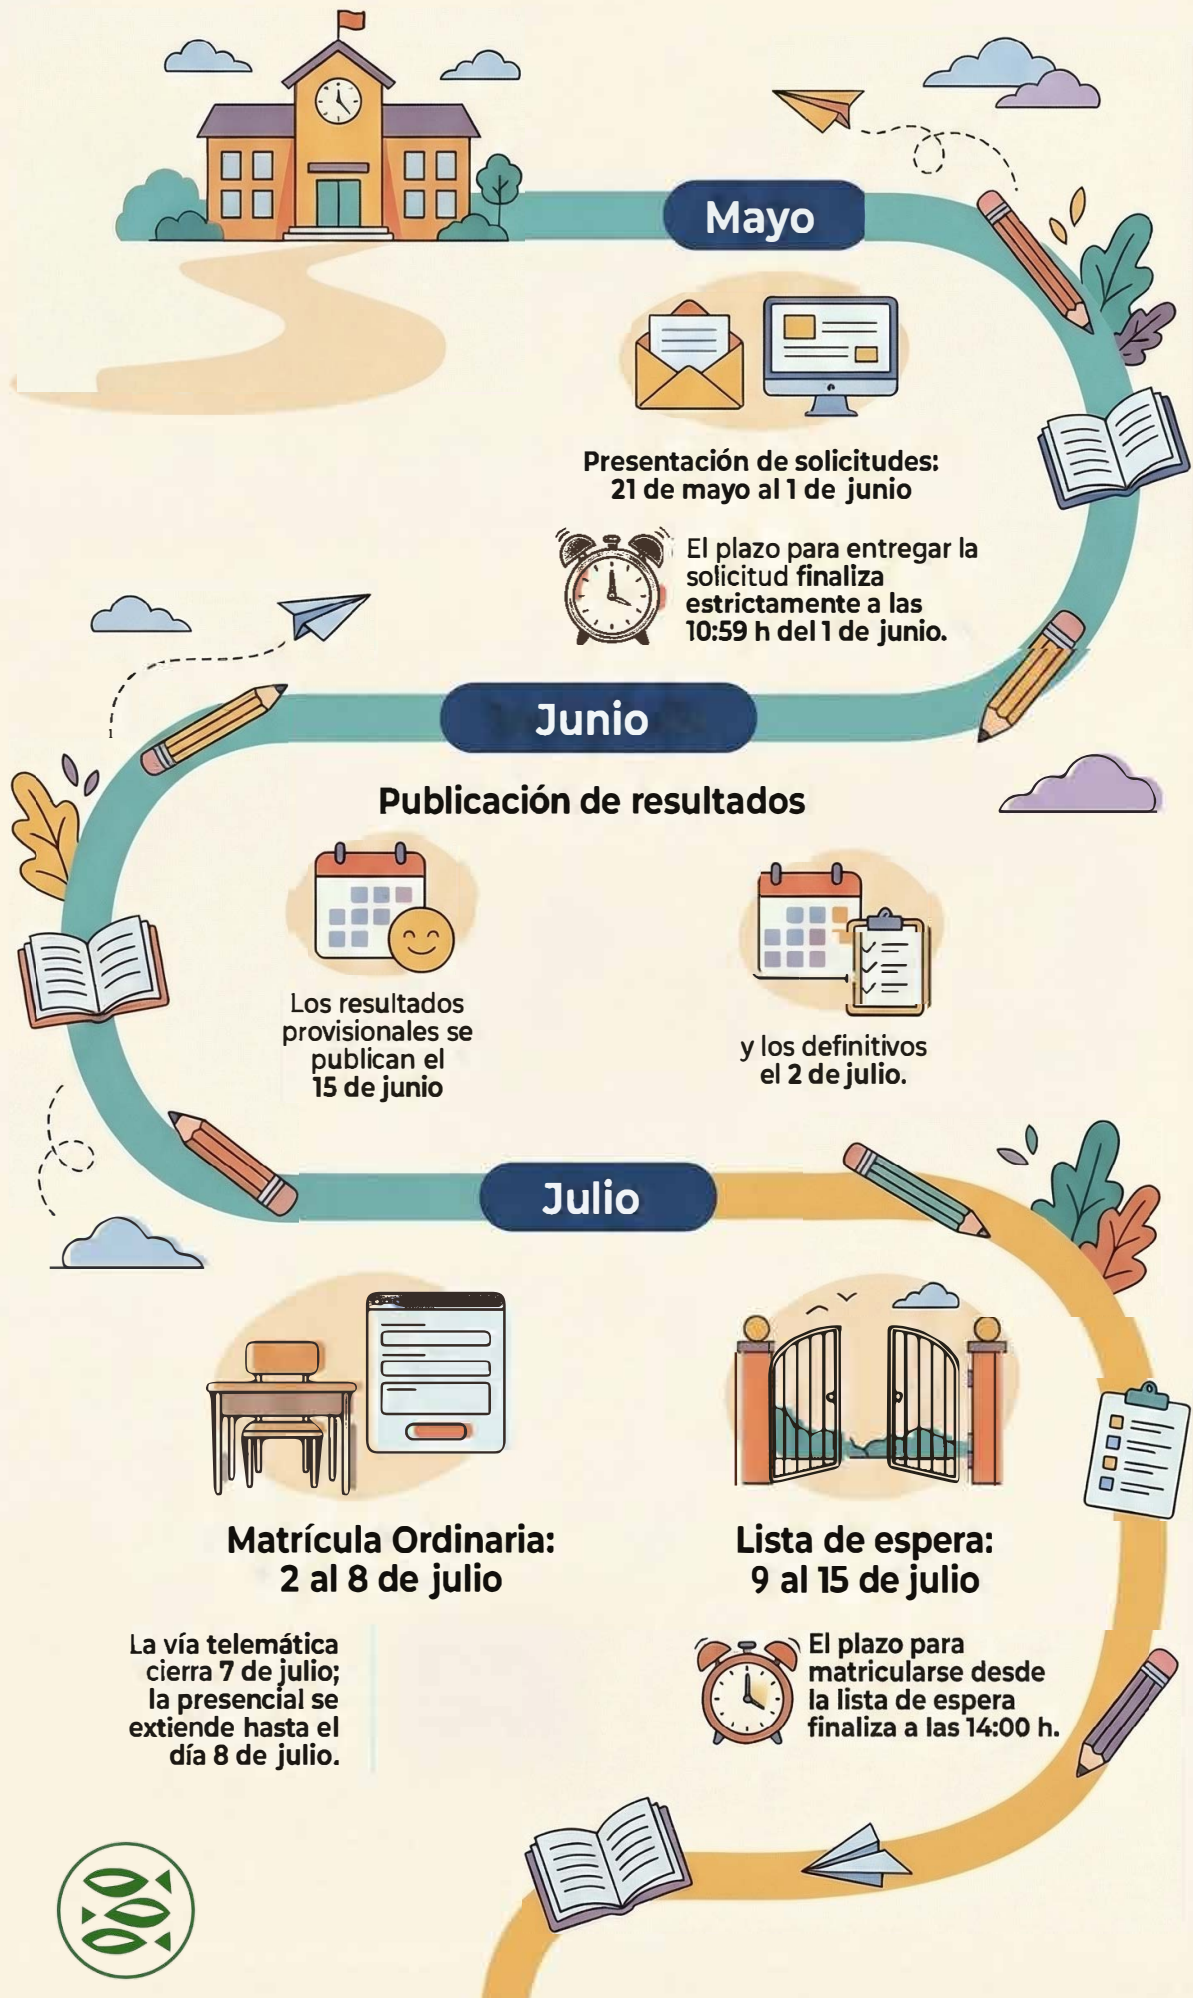 Mayo
Presentación de solicitudes:
21 de mayo al 1 de junio
El plazo para entregar la
solicitud finaliza
estrictamente a las
10:59 h del 1 de junio.
Junio
Publicación de resultados
Los resultados
provisionales se
publican el
15 de junio
y los definitivos
el 2 de julio.
Julio
Matrícula Ordinaria:
2 al 8 de julio
La vía telemática
cierra 7 de julio;
la presencial se
extiende hasta el
día 8 de julio.
Lista de espera:
9 al 15 de julio
El plazo para
matricularse desde
la lista de espera
finaliza a las 14:00 h.